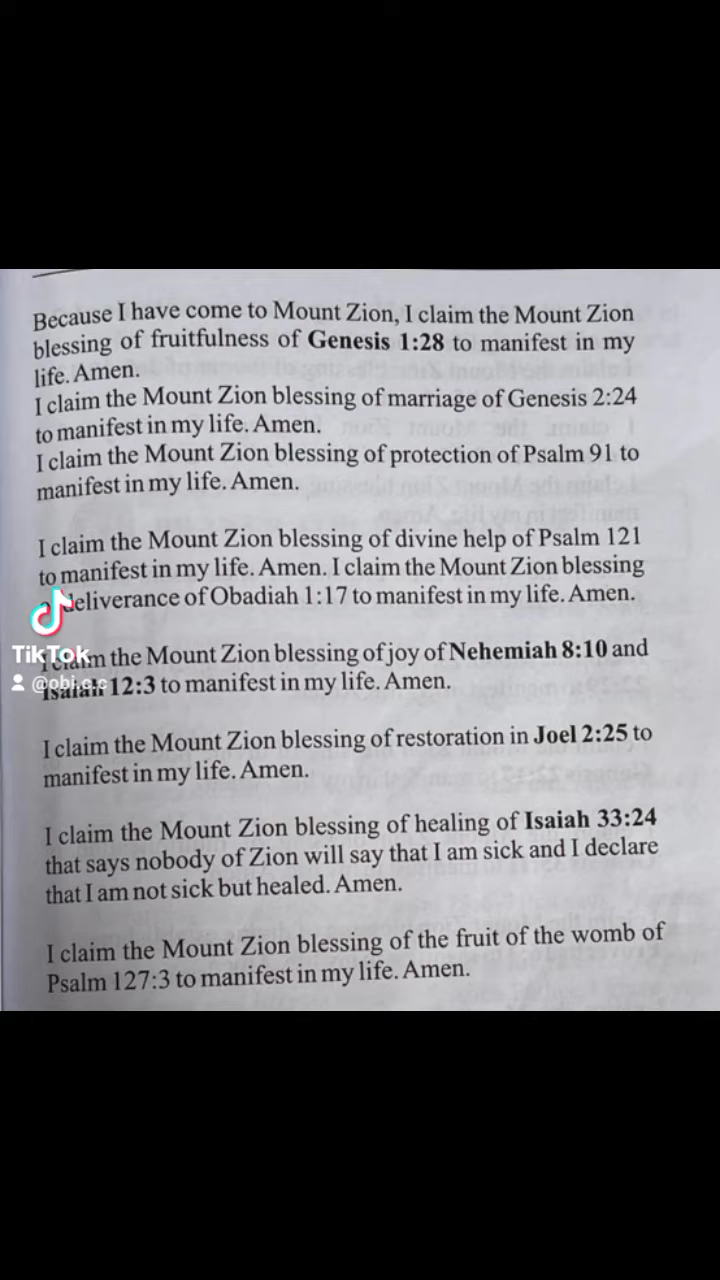 Because I have come to Mount Zion, I claim the Mount Zion
blessing of fruitfulness of Genesis 1:28 to manifest in my
life. Amen.
I claim the Mount Zion blessing of marriage of Genesis 2:24
to manifest in my life. Amen.
I claim the Mount Zion blessing of protection of Psalm 91 to
manifest in my life. Amen.
I claim the Mount Zion blessing of divine help of Psalm 121
to manifest in my life. Amen. I claim the Mount Zion blessing
deliverance of Obadiah 1:17 to manifest in my life. Amen.
TikTok
I claim the Mount Zion blessing of joy of Nehemiah 8:10 and
Isaiah 12:3 to manifest in my life. Amen.
I claim the Mount Zion blessing of restoration in Joel 2:25 to
manifest in my life. Amen.
I claim the Mount Zion blessing of healing of Isaiah 33:24
that says nobody of Zion will say that I am sick and I declare
that I am not sick but healed. Amen.
I claim the Mount Zion blessing of the fruit of the womb of
Psalm 127:3 to manifest in my life. Amen.